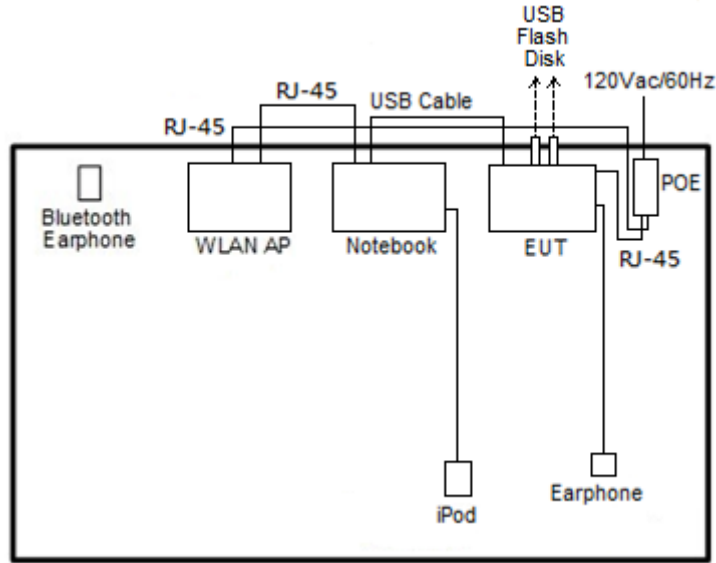 USB
Flash
Disk
120Vac/60Hz
RJ-45
USB Cable
RJ-45
POE
Bluetooth
Earphone
WLAN AP
Notebook
EUT
RJ-45
iPod
Earphone